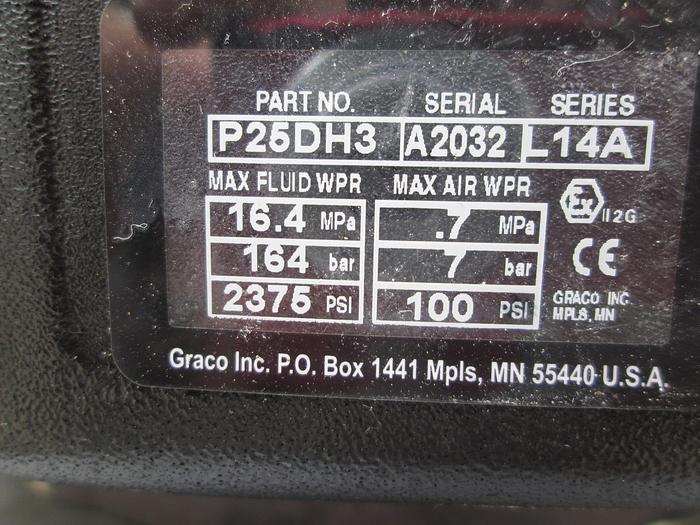 PART NO. SERIAL SERIES
P25DH3 A2032 L14A
MAX FLUID WPR MAX AIR WPR
16.4 MPa .7 MPa
164 bar 7 bar
2375 PSI 100 PSI
Ex II 2 G
CE
GRACO INC
MPLS, MN
Graco Inc. P.O. Box 1441 Mpls, MN 55440 U.S.A.